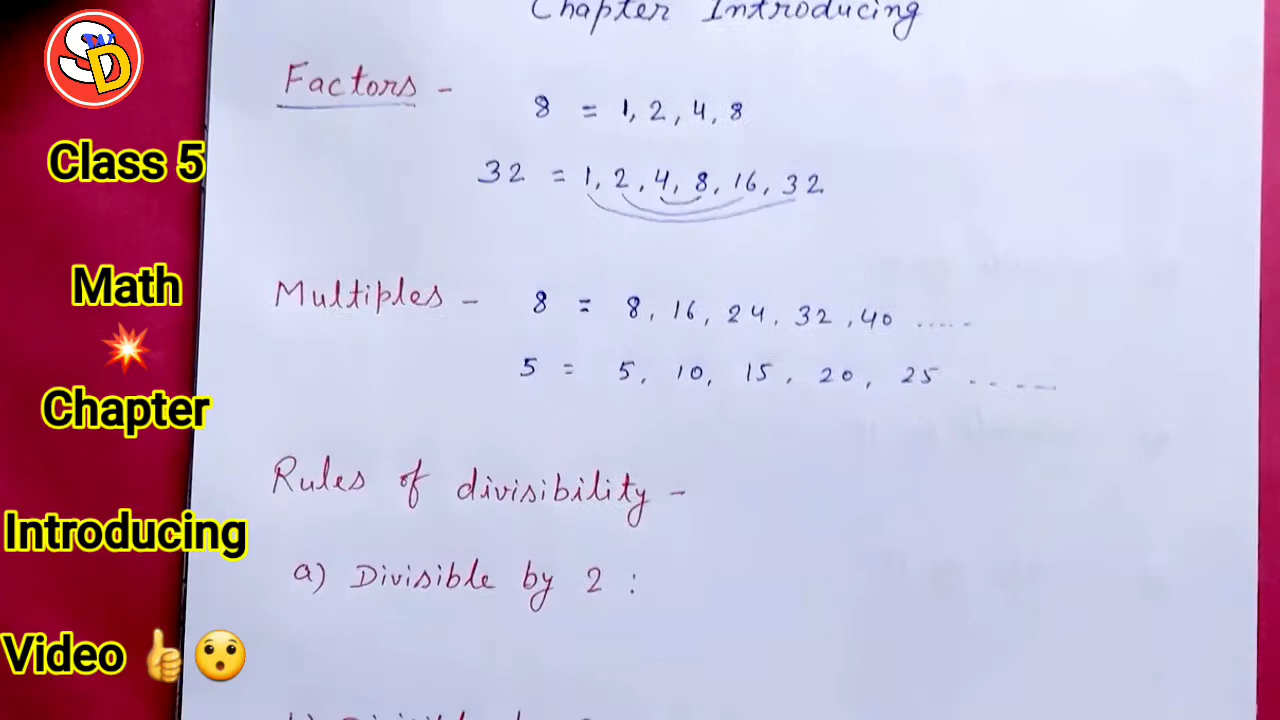 Chapter Introducing
SWD
Class 5
Math
Chapter
Introducing
Video
Factors -
8 = 1, 2, 4, 8
32 = 1, 2, 4, 8, 16, 32
Multiples - 8 = 8, 16, 24, 32, 40 .....
5 = 5, 10, 15, 20, 25 .....
Rules of divisibility -
a) Divisible by 2 :